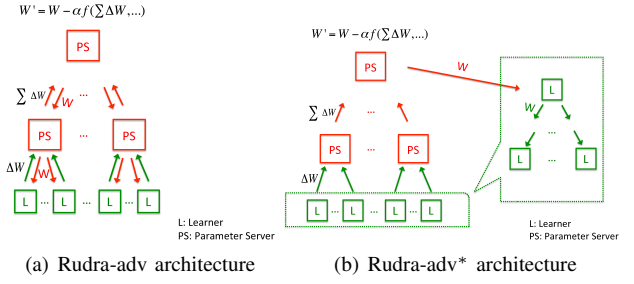 W' = W − αf(∑ΔW,...)
PS
∑ ΔW
W
...
PS
...
PS
ΔW
W
L ... L ... L ... L
L: Learner
PS: Parameter Server
(a) Rudra-adv architecture
W' = W − αf(∑ΔW,...)
PS
W
∑ ΔW
...
PS
...
PS
ΔW
L ... L ... L ... L
L
W
...
L
...
L
L: Learner
PS: Parameter Server
(b) Rudra-adv* architecture